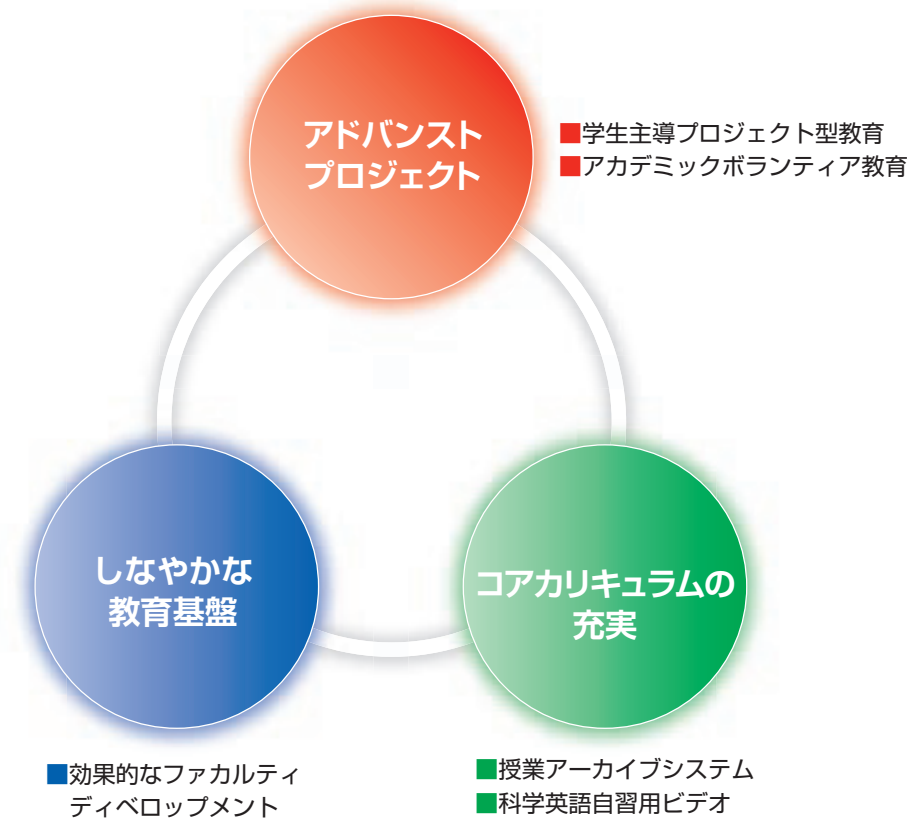 アドバンスト
プロジェクト
■学生主導プロジェクト型教育
■アカデミックボランティア教育
しなやかな
教育基盤
コアカリキュラムの
充実
■効果的なファカルティ
ディベロップメント
■授業アーカイブシステム
■科学英語自習用ビデオ